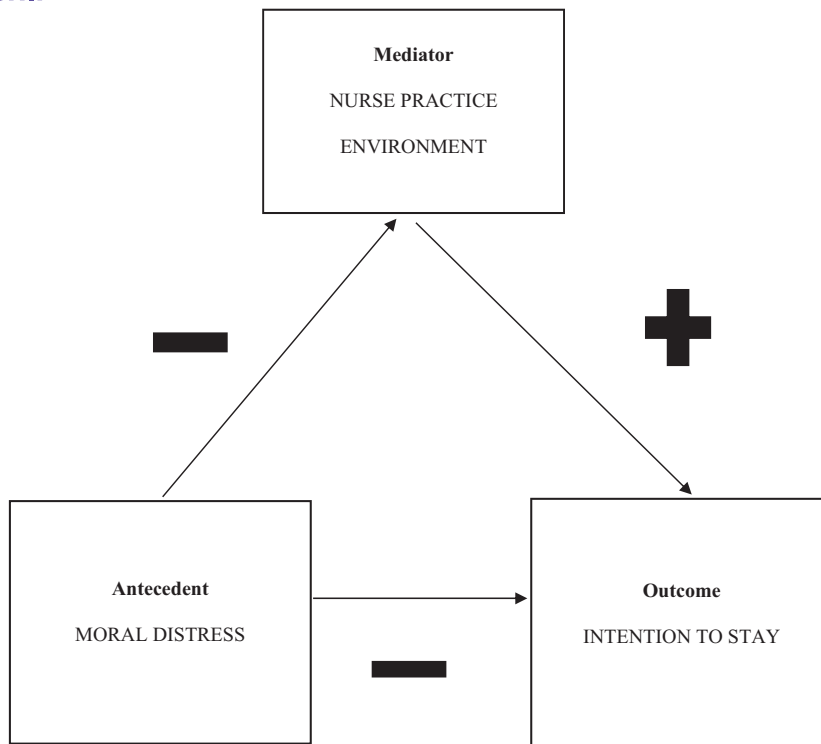 Mediator
NURSE PRACTICE
ENVIRONMENT
Antecedent
MORAL DISTRESS
Outcome
INTENTION TO STAY